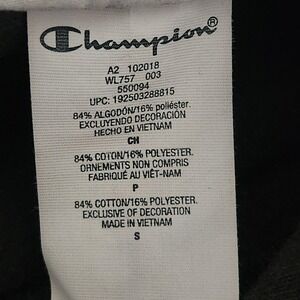 Champion®
A2 102018
WL757 003
550094
UPC: 192503288815
84% ALGODÓN/16% poliéster.
EXCLUYENDO DECORACIÓN
HECHO EN VIETNAM
CH
84% COTON/16% POLYESTER.
ORNEMENTS NON COMPRIS
FABRIQUÉ AU VIÊT-NAM
P
84% COTTON/16% POLYESTER.
EXCLUSIVE OF DECORATION
MADE IN VIETNAM
S